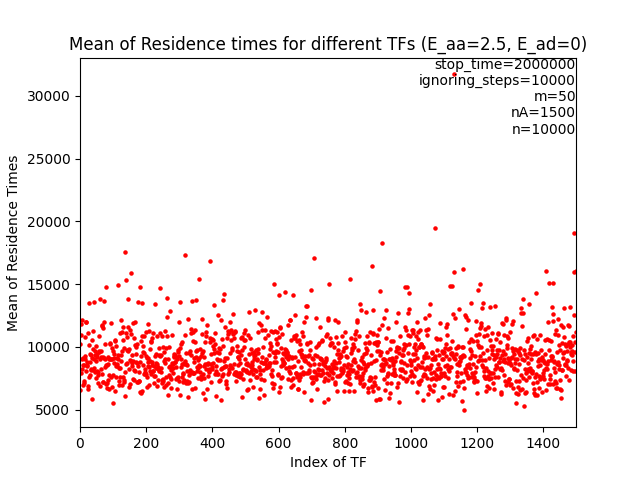 Mean of Residence times for different TFs (E_aa=2.5, E_ad=0)
stop_time=2000000
ignoring_steps=10000
m=50
nA=1500
n=10000
Mean of Residence Times
30000
25000
20000
15000
10000
5000
0 200 400 600 800 1000 1200 1400
Index of TF